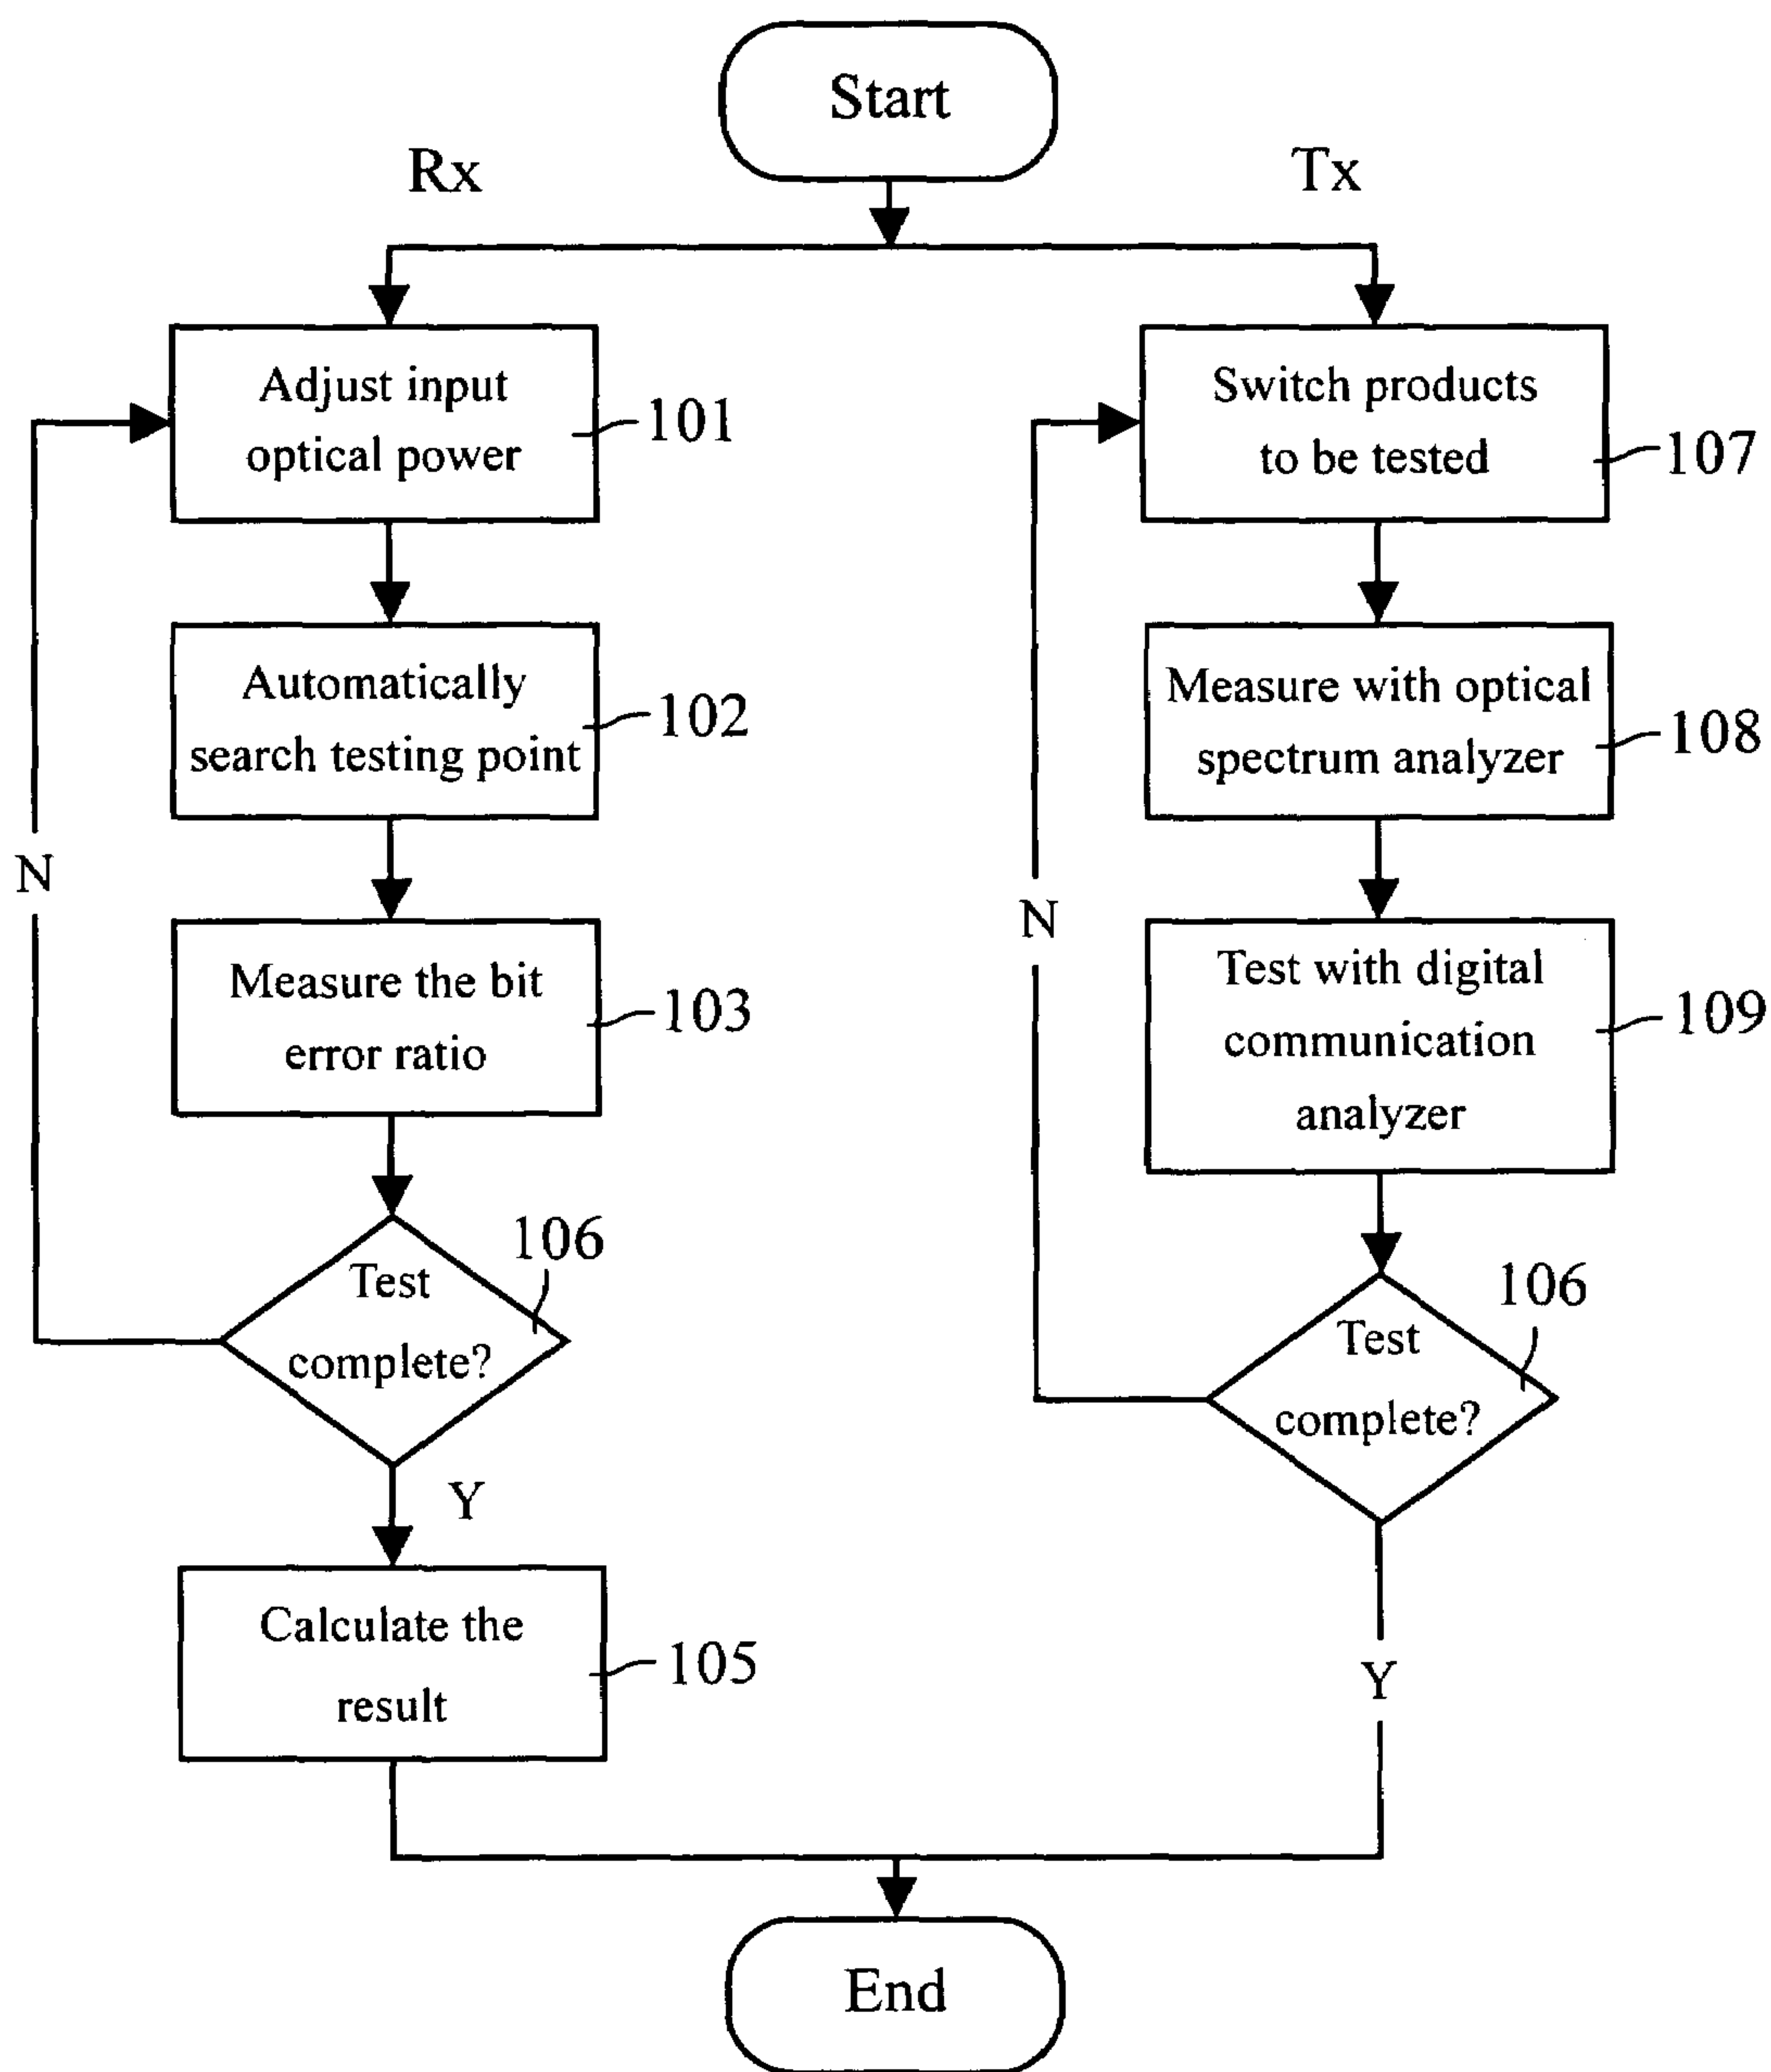 Start
Rx
Tx
Adjust input
optical power
101
Automatically
search testing point
102
Measure the bit
error ratio
103
Test
complete?
106
N
Y
Calculate the
result
105
Switch products
to be tested
107
Measure with optical
spectrum analyzer
108
Test with digital
communication
analyzer
109
Test
complete?
106
N
Y
End